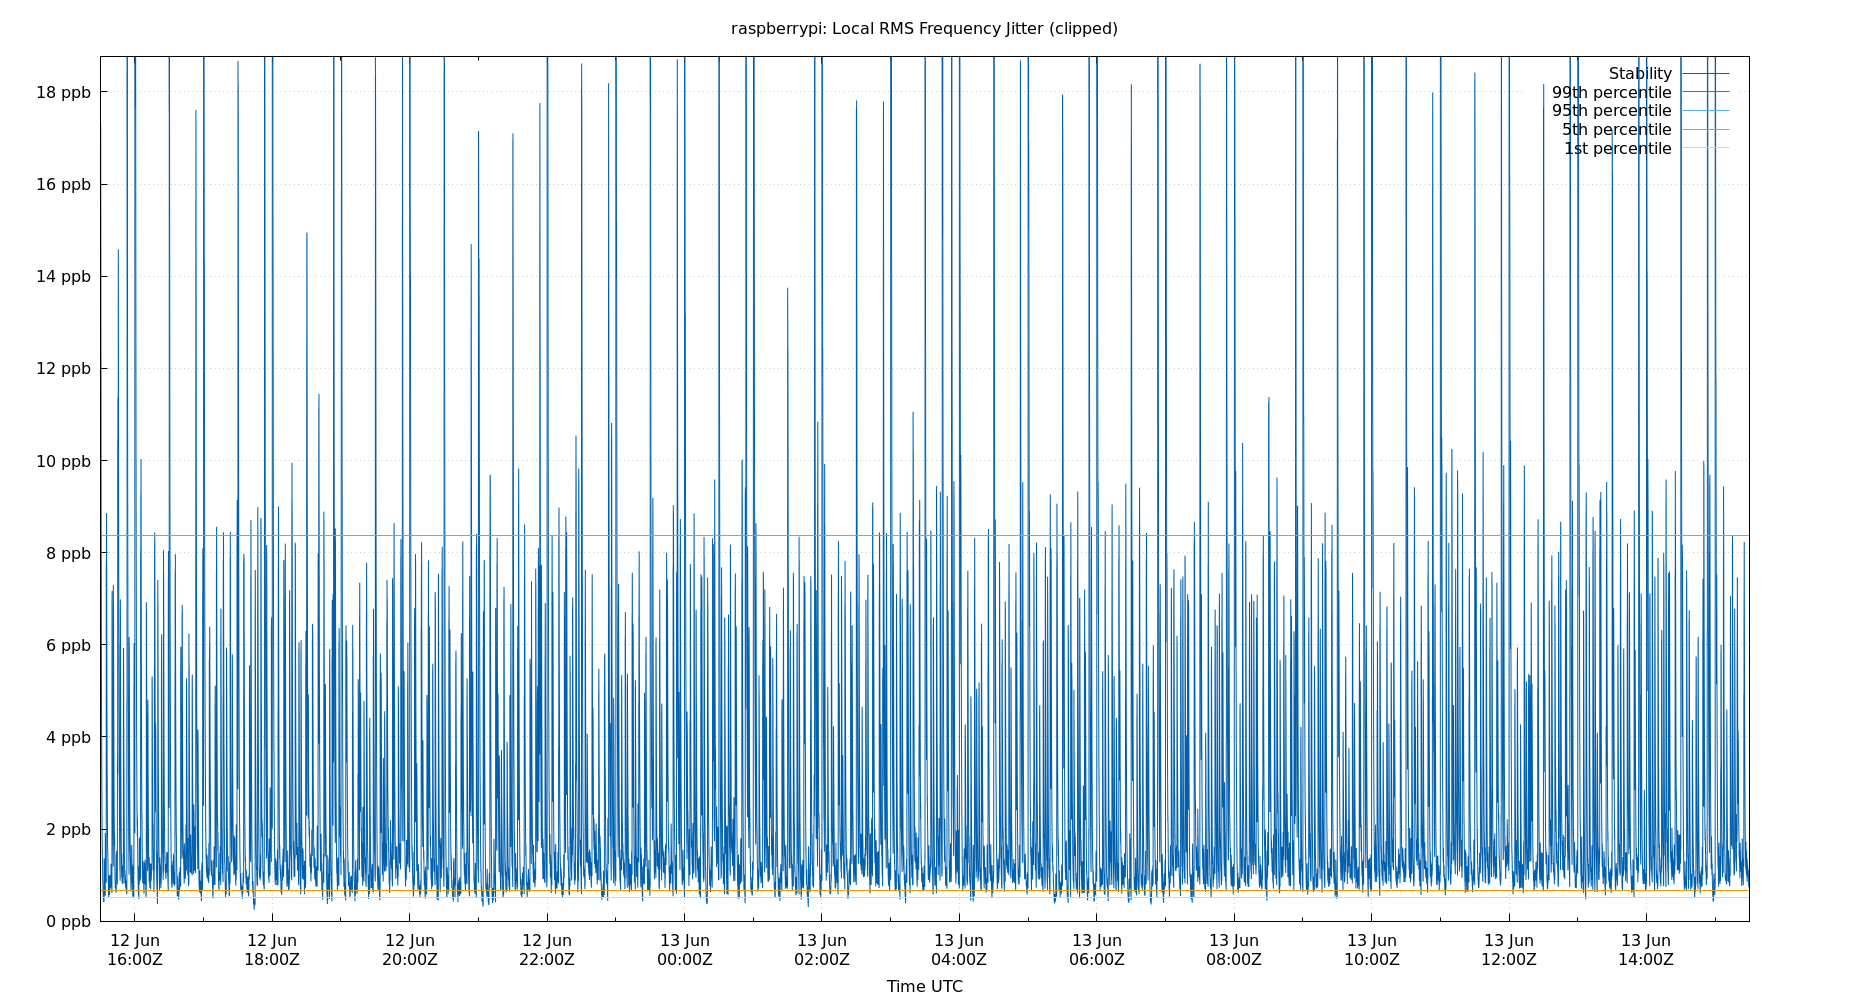 raspberrypi: Local RMS Frequency Jitter (clipped)
Stability
99th percentile
95th percentile
5th percentile
1st percentile
18 ppb
16 ppb
14 ppb
12 ppb
10 ppb
8 ppb
6 ppb
4 ppb
2 ppb
0 ppb
12 Jun 12 Jun 12 Jun 12 Jun 13 Jun 13 Jun 13 Jun 13 Jun 13 Jun 13 Jun 13 Jun 13 Jun
16:00Z 18:00Z 20:00Z 22:00Z 00:00Z 02:00Z 04:00Z 06:00Z 08:00Z 10:00Z 12:00Z 14:00Z
Time UTC